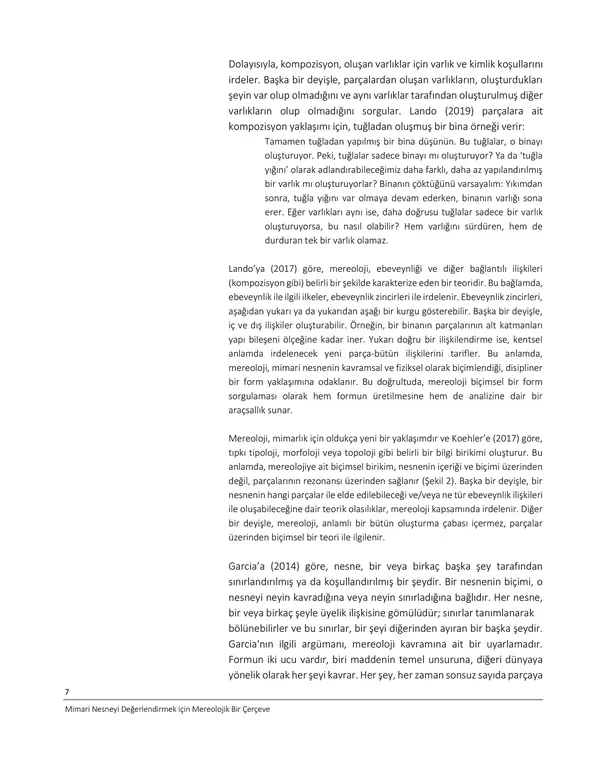 Dolayısıyla, kompozisyon, oluşan varlıklar için varlık ve kimlik koşullarını
irdeler. Başka bir deyişle, parçalardan oluşan varlıkların, oluşturdukları
şeyin var olup olmadığını ve aynı varlıklar tarafından oluşturulmuş diğer
varlıkların olup olmadığını sorgular. Lando (2019) parçalara ait
kompozisyon yaklaşımı için, tuğladan oluşmuş bir bina örneği verir:
Tamamen tuğladan yapılmış bir bina düşünün. Bu tuğlalar, o binayı
oluşturuyor. Peki, tuğlalar sadece binayı mı oluşturuyor? Ya da ‘tuğla
yığını’ olarak adlandırabileceğimiz daha farklı, daha az yapılandırılmış
bir varlık mı oluşturuyorlar? Binanın çöktüğünü varsayalım: Yıkımdan
sonra, tuğla yığını var olmaya devam ederken, binanın varlığı sona
erer. Eğer varlıkları aynı ise, daha doğrusu tuğlalar sadece bir varlık
oluşturuyorsa, bu nasıl olabilir? Hem varlığını sürdüren, hem de
durduran tek bir varlık olamaz.
Lando’ya (2017) göre, mereoloji, ebeveynliği ve diğer bağlantılı ilişkileri
(kompozisyon gibi) belirli bir şekilde karakterize eden bir teoridir. Bu bağlamda,
ebeveynlik ile ilgili ilkeler, ebeveynlik zincirleri ile irdelenir. Ebeveynlik zincirleri,
aşağıdan yukarı ya da yukarıdan aşağı bir kurgu gösterebilir. Başka bir deyişle,
iç ve dış ilişkiler oluşturabilir. Örneğin, bir binanın parçalarının alt katmanları
yapı bileşeni ölçeğine kadar iner. Yukarı doğru bir ilişkilendirme ise, kentsel
anlamda irdelenecek yeni parça-bütün ilişkilerini tarifler. Bu anlamda,
mereoloji, mimari nesnenin kavramsal ve fiziksel olarak biçimlendiği, disipliner
bir form yaklaşımına odaklanır. Bu doğrultuda, mereoloji biçimsel bir form
sorgulaması olarak hem formun üretilmesine hem de analizine dair bir
araçsallık sunar.
Mereoloji, mimarlık için oldukça yeni bir yaklaşımdır ve Koehler’e (2017) göre,
tıpkı tipoloji, morfoloji veya topoloji gibi belirli bir bilgi birikimi oluşturur. Bu
anlamda, mereolojiye ait biçimsel birikim, nesnenin içeriği ve biçimi üzerinden
değil, parçalarının rezonansı üzerinden sağlanır (Şekil 2). Başka bir deyişle, bir
nesnenin hangi parçalar ile elde edilebileceği ve/veya ne tür ebeveynlik ilişkileri
ile oluşabileceğine dair teorik olasılıklar, mereoloji kapsamında irdelenir. Diğer
bir deyişle, mereoloji, anlamlı bir bütün oluşturma çabası içermez, parçalar
üzerinden biçimsel bir teori ile ilgilenir.
Garcia’a (2014) göre, nesne, bir veya birkaç başka şey tarafından
sınırlandırılmış ya da koşullandırılmış bir şeydir. Bir nesnenin biçimi, o
nesneyi neyin kavradığına veya neyin sınırladığına bağlıdır. Her nesne,
bir veya birkaç şeyle üyelik ilişkisine gömülüdür; sınırlar tanımlanarak
bölünebilirler ve bu sınırlar, bir şeyi diğerinden ayıran bir başka şeydir.
Garcia'nın ilgili argümanı, mereoloji kavramına ait bir uyarlamadır.
Formun iki ucu vardır, biri maddenin temel unsuruna, diğeri dünyaya
yönelik olarak her şeyi kavrar. Her şey, her zaman sonsuz sayıda parçaya
7
Mimari Nesneyi Değerlendirmek için Mereolojik Bir Çerçeve